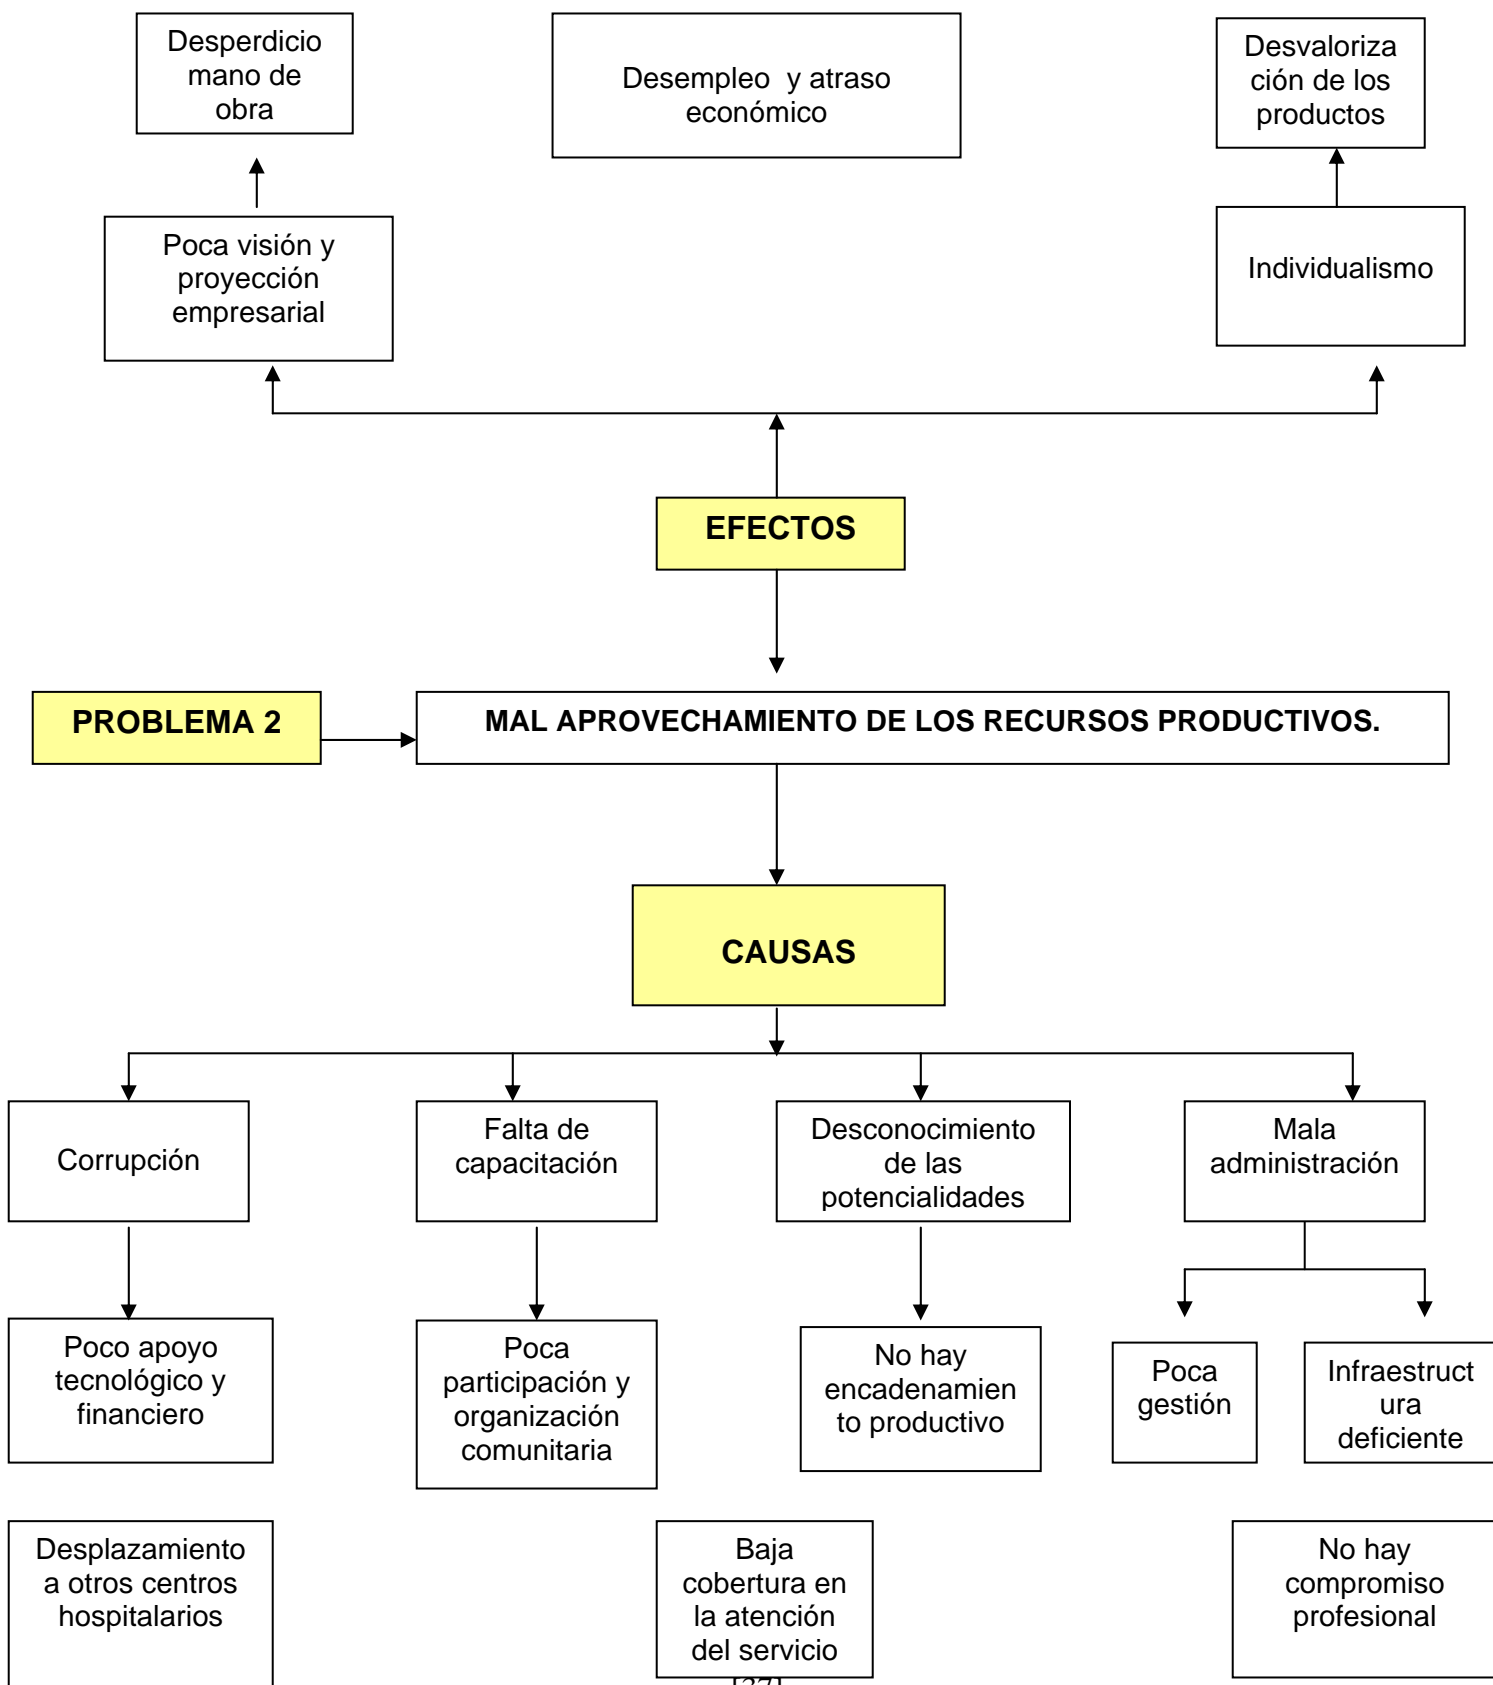 Desperdicio
mano de
obra
Desempleo y atraso
económico
Desvaloriza
ción de los
productos
Poca visión y
proyección
empresarial
Individualismo
EFECTOS
PROBLEMA 2
MAL APROVECHAMIENTO DE LOS RECURSOS PRODUCTIVOS.
CAUSAS
Corrupción
Falta de
capacitación
Desconocimiento
de las
potencialidades
Mala
administración
Poco apoyo
tecnológico y
financiero
Poca
participación y
organización
comunitaria
No hay
encadenamien
to productivo
Poca
gestión
Infraestruct
ura
deficiente
Desplazamiento
a otros centros
hospitalarios
Baja
cobertura en
la atención
del servicio
No hay
compromiso
profesional
[37]